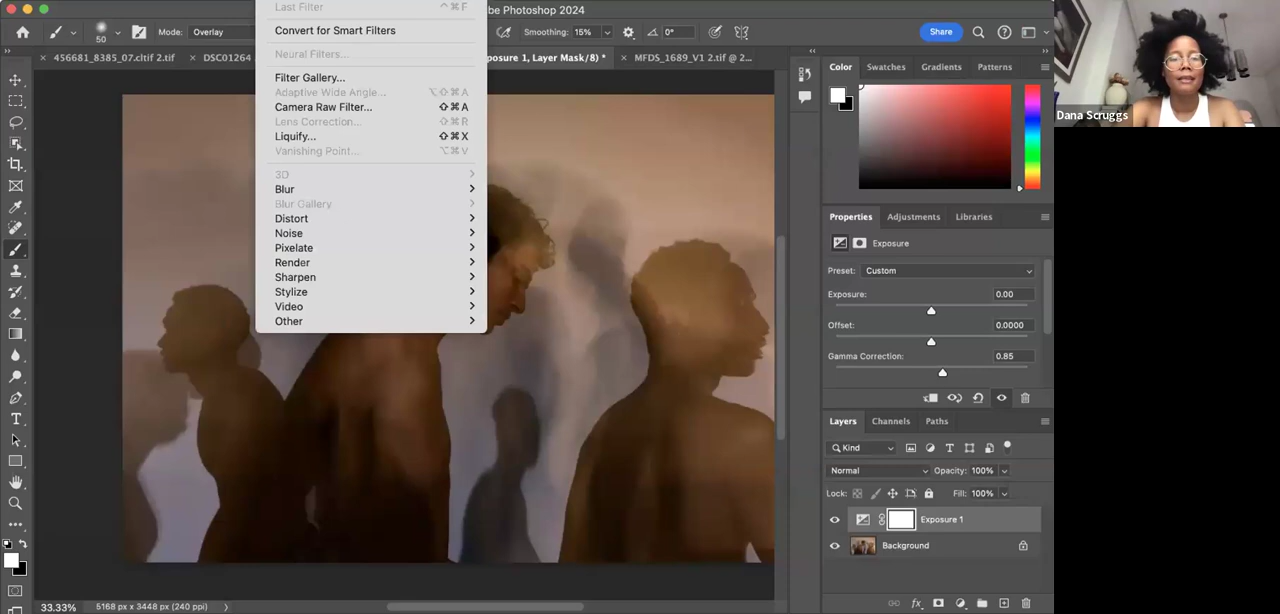 Last Filter ^⌘F
be Photoshop 2024
50 Mode: Overlay
Convert for Smart Filters
Smoothing: 15% 0°
Share
Neural Filters...
456681_8385_07.cltif 2.tif
DSC01264
posure 1, Layer Mask/8) *
MFDS_1689_V1 2.tif @ 2...
Filter Gallery...
Adaptive Wide Angle... ⌥⇧⌘A
Camera Raw Filter... ⇧⌘A
Lens Correction... ⇧⌘R
Liquify... ⇧⌘X
Vanishing Point... ⌥⌘V
3D
Blur
Blur Gallery
Distort
Noise
Pixelate
Render
Sharpen
Stylize
Video
Other
Color Swatches Gradients Patterns
Properties Adjustments Libraries
Exposure
Preset: Custom
Exposure: 0.00
Offset: 0.0000
Gamma Correction: 0.85
Layers Channels Paths
Kind
Normal Opacity: 100%
Lock: Fill: 100%
Exposure 1
Background
33.33% 5168 px x 3448 px (240 ppi)
Dana Scruggs